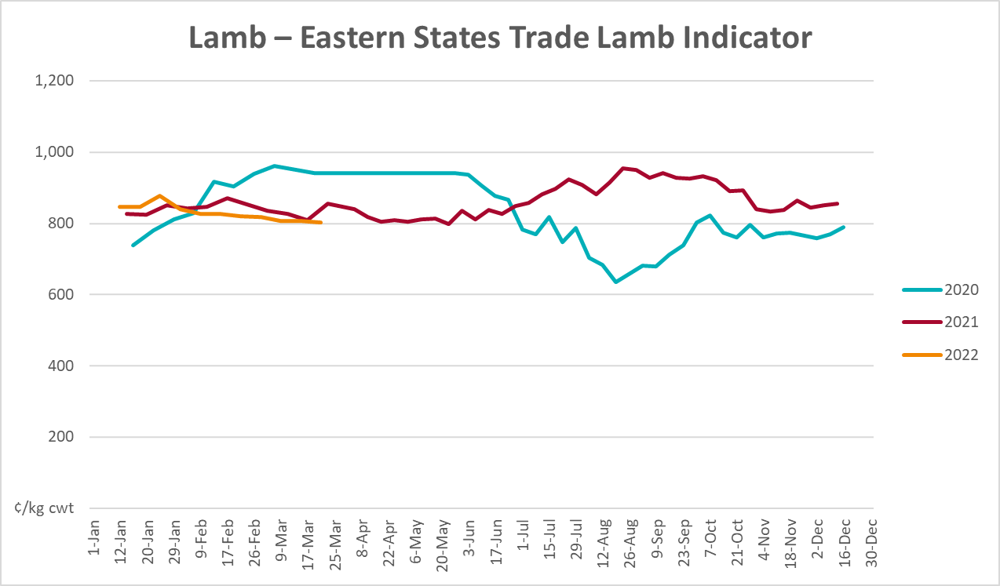 Lamb – Eastern States Trade Lamb Indicator
1,200
1,000
800
600
400
200
¢/kg cwt
1-Jan
12-Jan
20-Jan
29-Jan
9-Feb
17-Feb
26-Feb
9-Mar
17-Mar
25-Mar
8-Apr
22-Apr
6-May
20-May
3-Jun
17-Jun
1-Jul
15-Jul
29-Jul
12-Aug
26-Aug
9-Sep
23-Sep
7-Oct
21-Oct
4-Nov
18-Nov
2-Dec
16-Dec
30-Dec
2020
2021
2022